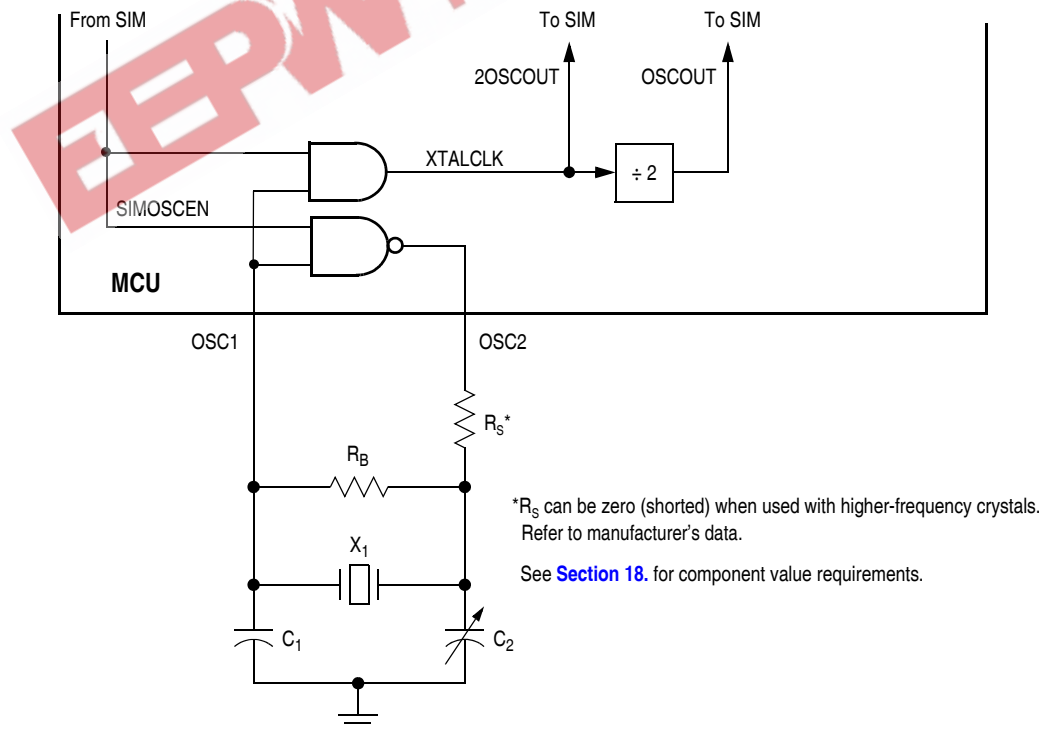 From SIM
To SIM
To SIM
2OSCOUT
OSCOUT
XTALCLK
÷ 2
SIMOSCEN
MCU
OSC1
OSC2
RS*
RB
*RS can be zero (shorted) when used with higher-frequency crystals.
Refer to manufacturer's data.
X1
See Section 18. for component value requirements.
C1
C2